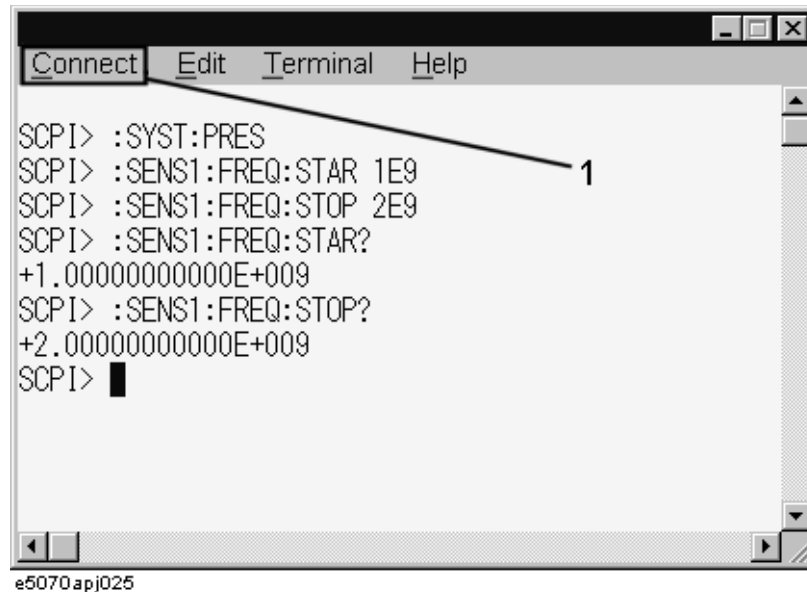 Connect Edit Terminal Help
SCPI> :SYST:PRES
SCPI> :SENS1:FREQ:STAR 1E9
1
SCPI> :SENS1:FREQ:STOP 2E9
SCPI> :SENS1:FREQ:STAR?
+1.00000000000E+009
SCPI> :SENS1:FREQ:STOP?
+2.00000000000E+009
SCPI>
e5070apj025